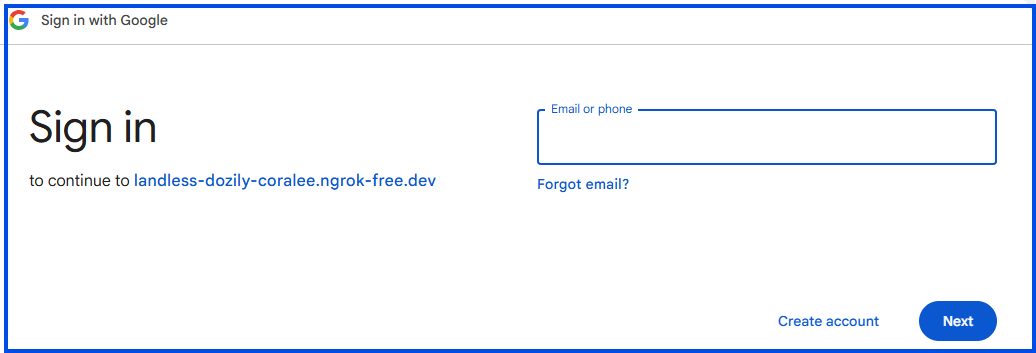 Sign in with Google
Sign in
to continue to landless-dozily-coralee.ngrok-free.dev
Email or phone
Forgot email?
Create account
Next